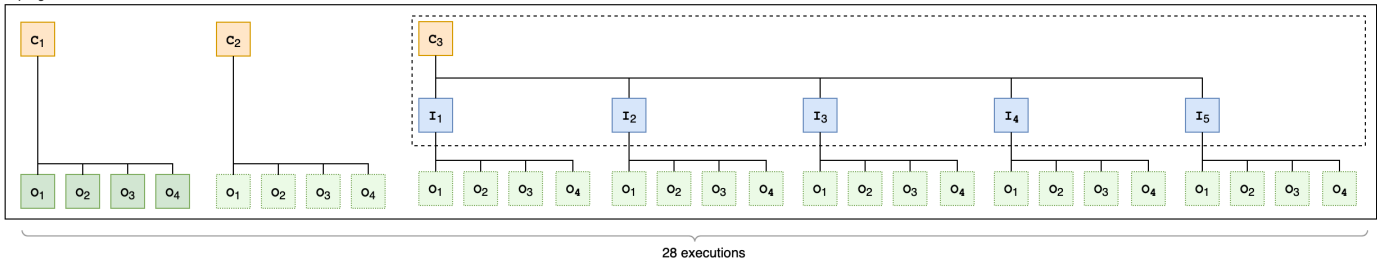 C₁ C₂ C₃
I₁ I₂ I₃ I₄ I₅
O₁ O₂ O₃ O₄ O₁ O₂ O₃ O₄ O₁ O₂ O₃ O₄ O₁ O₂ O₃ O₄ O₁ O₂ O₃ O₄ O₁ O₂ O₃ O₄ O₁ O₂ O₃ O₄
28 executions